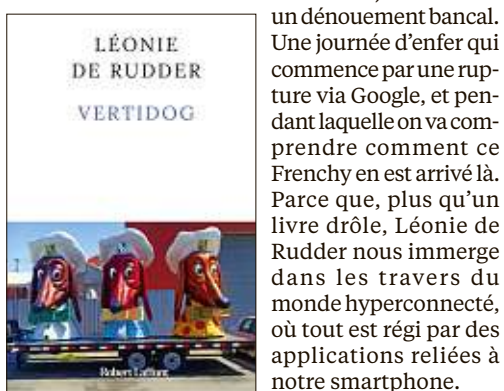 LÉONIE
DE RUDDER
VERTIDOG
Robert Laffont
un dénouement bancal.
Une journée d'enfer qui
commence par une rup-
ture via Google, et pen-
dant laquelle on va com-
prendre comment ce
Frenchy en est arrivé là.
Parce que, plus qu'un
livre drôle, Léonie de
Rudder nous immerge
dans les travers du
monde hyperconnecté,
où tout est régi par des
applications reliées à
notre smartphone.